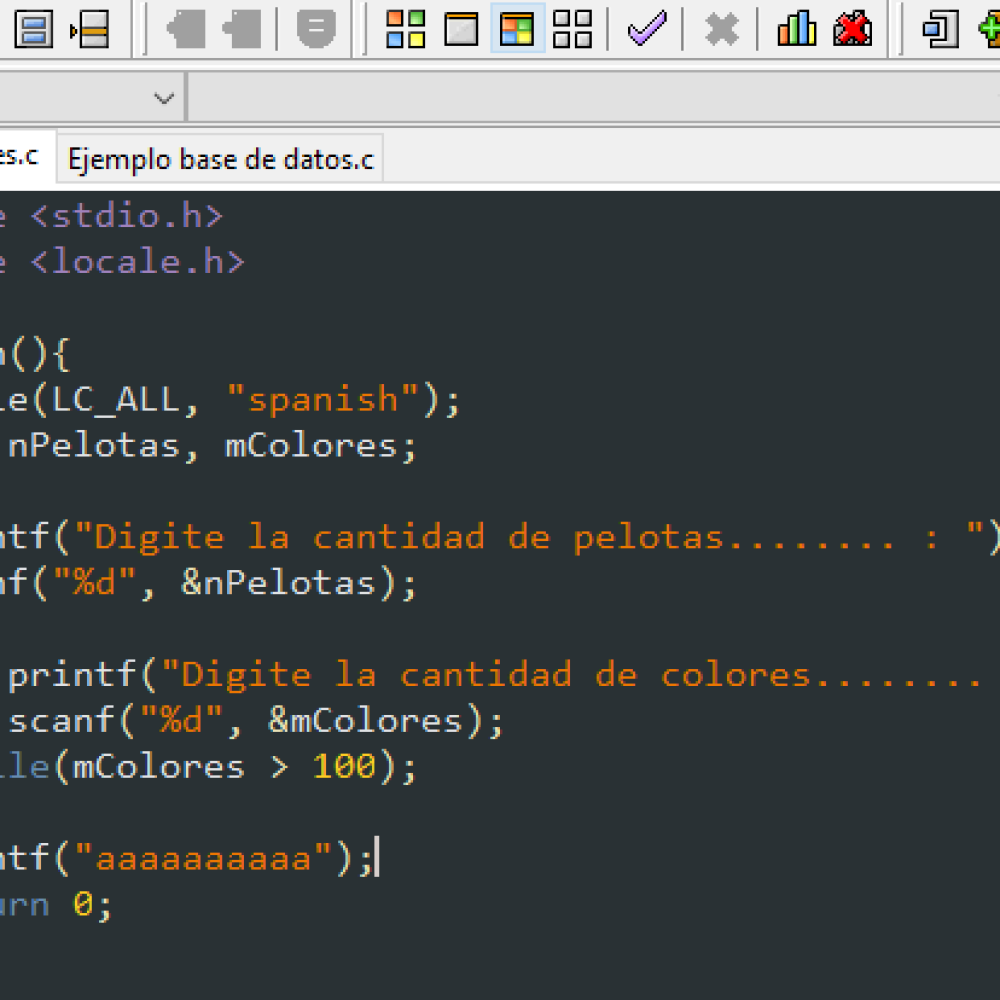 es.c Ejemplo base de datos.c
e <stdio.h>
e <locale.h>
n(){
le(LC_ALL, "spanish");
nPelotas, mColores;
ntf("Digite la cantidad de pelotas........ : ")
nf("%d", &nPelotas);
printf("Digite la cantidad de colores........
scanf("%d", &mColores);
ile(mColores > 100);
ntf("aaaaaaaaaa");
urn 0;